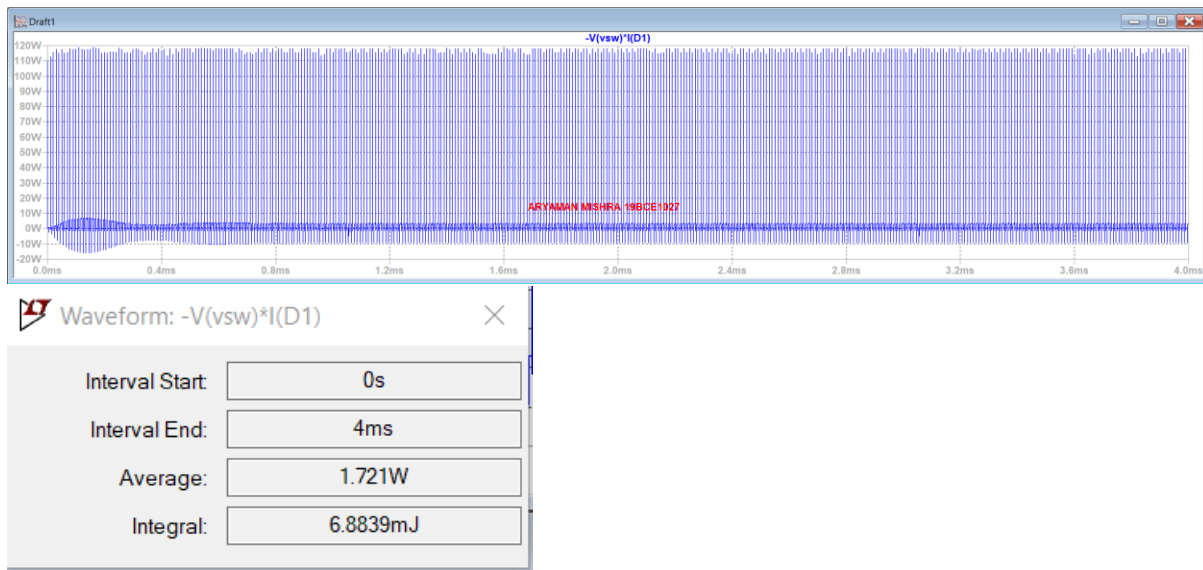 Draft1
-V(vsw)*I(D1)
120W
110W
100W
90W
80W
70W
60W
50W
40W
30W
20W
10W
0W
-10W
-20W
ARYAMAN MISHRA 19BCE1027
0.0ms 0.4ms 0.8ms 1.2ms 1.6ms 2.0ms 2.4ms 2.8ms 3.2ms 3.6ms 4.0ms
Waveform: -V(vsw)*I(D1)
Interval Start: 0s
Interval End: 4ms
Average: 1.721W
Integral: 6.8839mJ